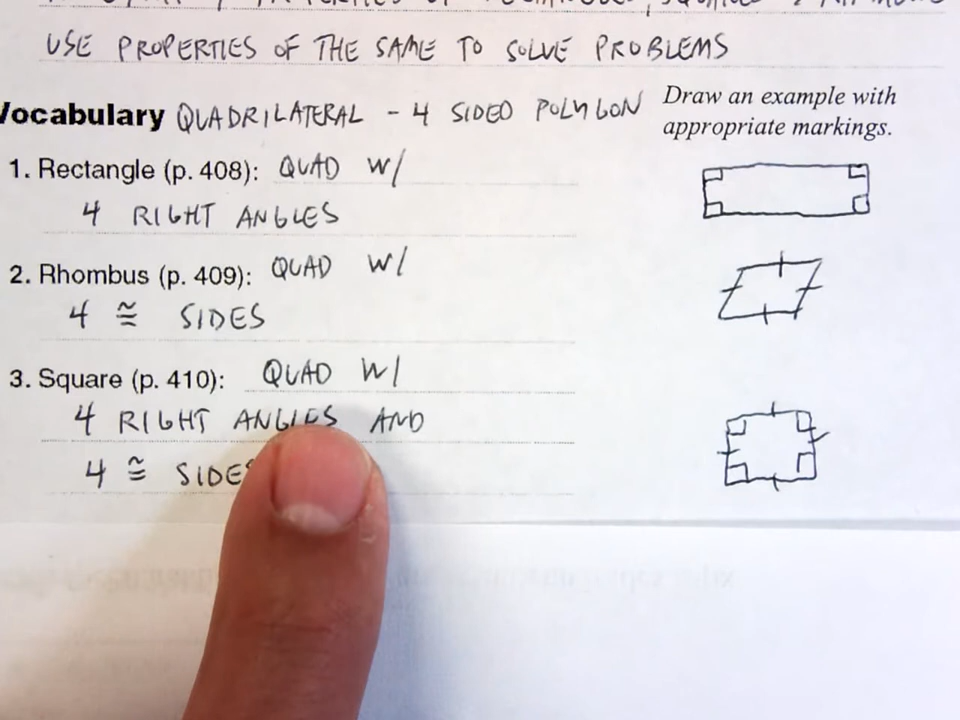 USE PROPERTIES OF THE SAME TO SOLVE PROBLEMS
Vocabulary QUADRILATERAL - 4 SIDED POLYGON
Draw an example with
appropriate markings.
1. Rectangle (p. 408): QUAD W/
4 RIGHT ANGLES
2. Rhombus (p. 409): QUAD W/
4 ≅ SIDES
3. Square (p. 410): QUAD W/
4 RIGHT ANGLES AND
4 ≅ SIDES